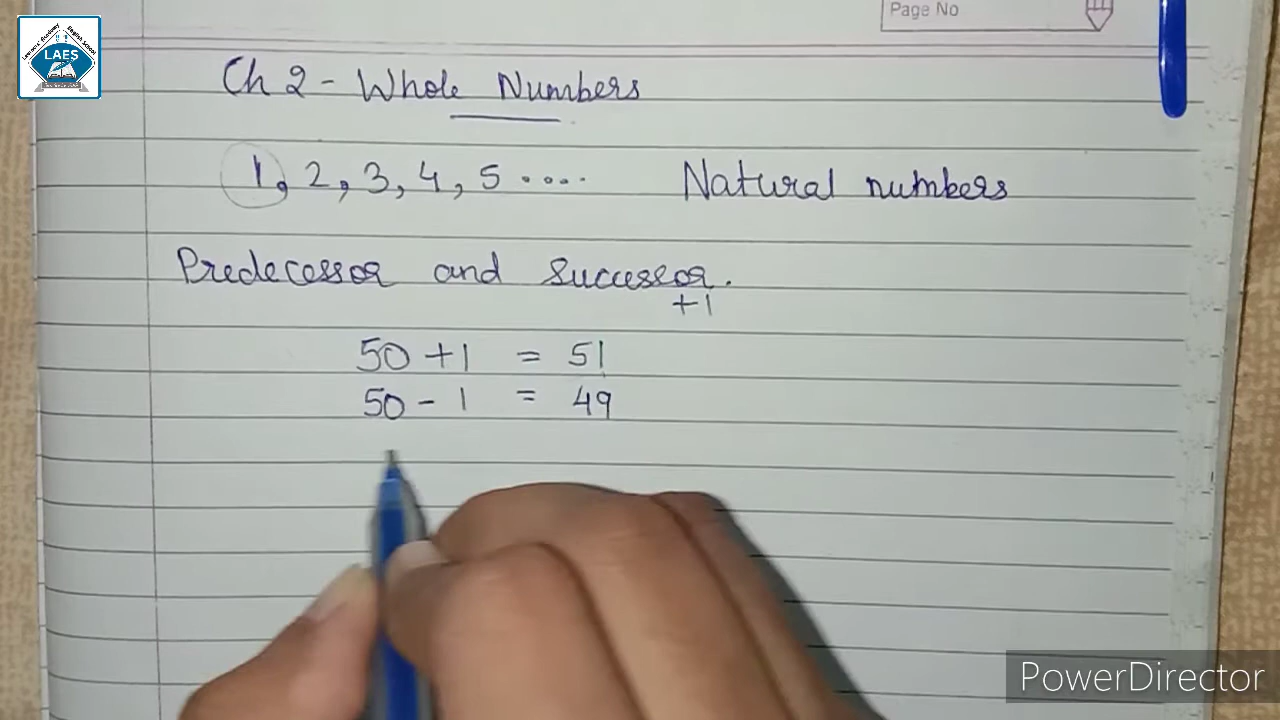 Page No
LAES
Ch 2 - Whole Numbers
1, 2, 3, 4, 5 ..... Natural numbers
Predecessor and Successor.
+1
50 + 1 = 51
50 - 1 = 49
PowerDirector